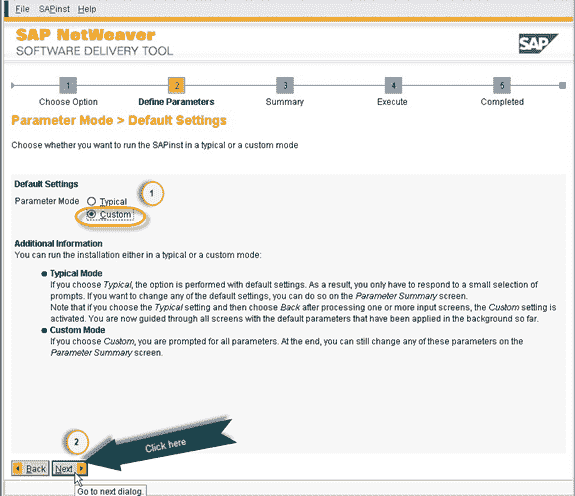 File SAPinst Help
SAP NetWeaver
SOFTWARE DELIVERY TOOL
SAP
1 2 3 4 5
Choose Option Define Parameters Summary Execute Completed
Parameter Mode > Default Settings
Choose whether you want to run the SAPinst in a typical or a custom mode
Default Settings
Parameter Mode Typical 1
Custom
Additional Information
You can run the installation either in a typical or a custom mode:
Typical Mode
If you choose Typical, the option is performed with default settings. As a result, you only have to respond to a small selection of
prompts. If you want to change any of the default settings, you can do so on the Parameter Summary screen.
Note that if you choose the Typical setting and then choose Back after processing one or more input screens, the Custom setting is
activated. You are now guided through all screens with the default parameters that have been applied in the background so far.
Custom Mode
If you choose Custom, you are prompted for all parameters. At the end, you can still change any of these parameters on the
Parameter Summary screen.
2
Click here
Back Next
Go to next dialog.